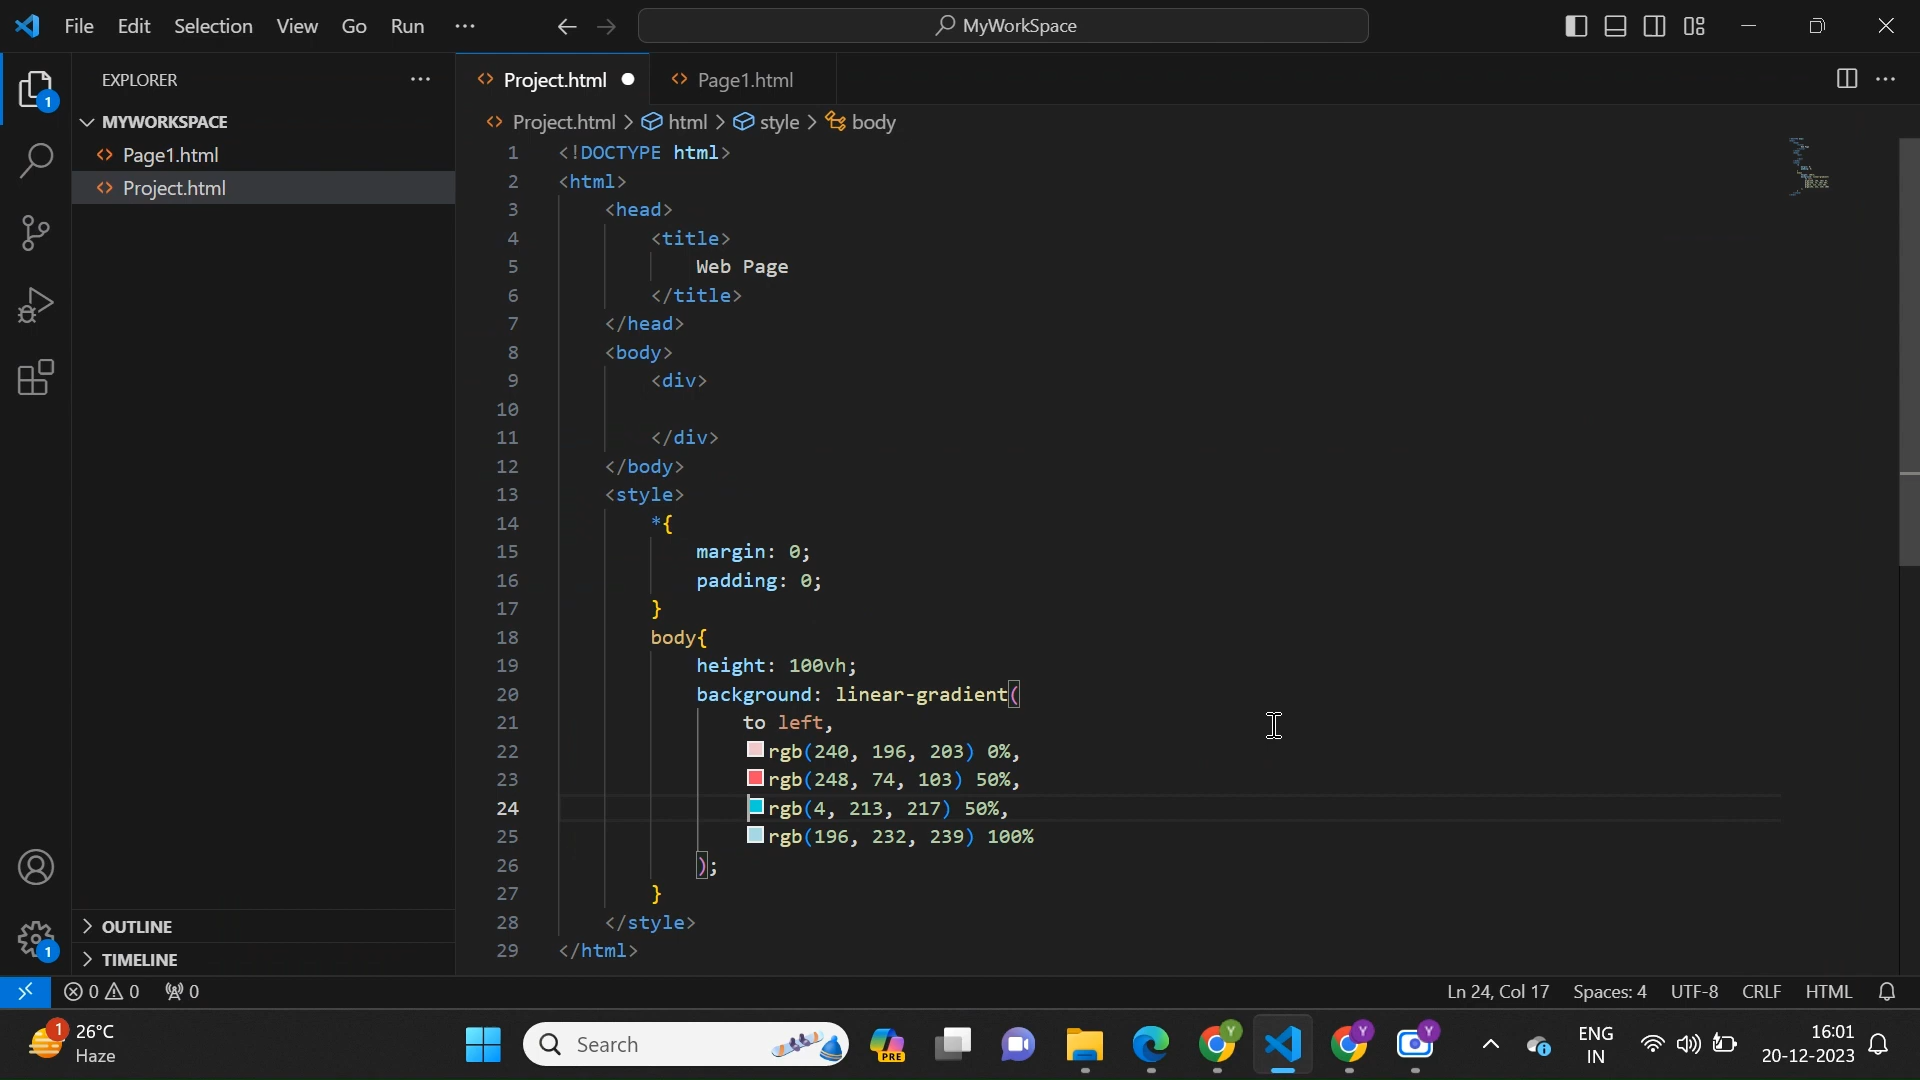 File Edit Selection View Go Run ··· MyWorkSpace
EXPLORER ···
Project.html Page1.html ···
1
MYWORKSPACE
Page1.html
Project.html
Project.html > html > style > body
1 <!DOCTYPE html>
2 <html>
3 <head>
4 <title>
5 Web Page
6 </title>
7 </head>
8 <body>
9 <div>
10
11 </div>
12 </body>
13 <style>
14 *{
15 margin: 0;
16 padding: 0;
17 }
18 body{
19 height: 100vh;
20 background: linear-gradient(
21 to left,
22 rgb(240, 196, 203) 0%,
23 rgb(248, 74, 103) 50%,
24 rgb(4, 213, 217) 50%,
25 rgb(196, 232, 239) 100%
26 );
27 }
28 </style>
29 </html>
OUTLINE
TIMELINE
1
0 0 0 Ln 24, Col 17 Spaces: 4 UTF-8 CRLF HTML
1
26°C
Haze
Search
PRE
Y
Y
Y
ENG
IN
16:01
20-12-2023